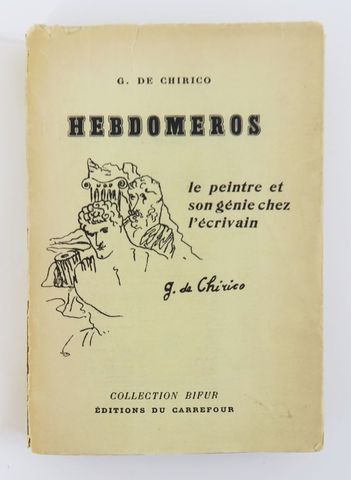 G. DE CHIRICO
HEBDOMEROS
le peintre et
son génie chez
l'écrivain
g. de Chirico
COLLECTION BIFUR
ÉDITIONS DU CARREFOUR